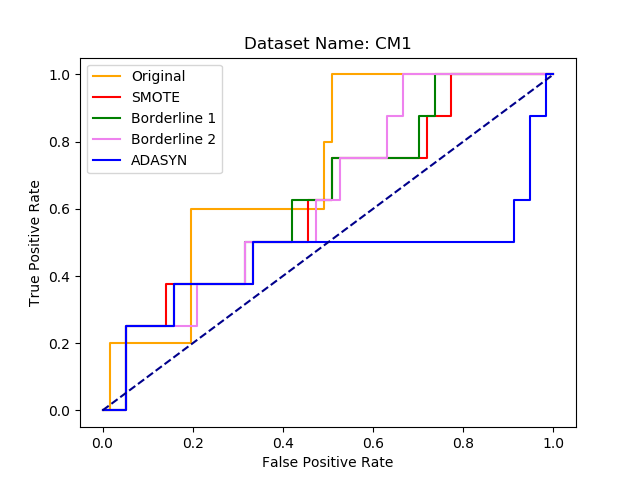 Dataset Name: CM1
Original
SMOTE
Borderline 1
Borderline 2
ADASYN
True Positive Rate
1.0
0.8
0.6
0.4
0.2
0.0
0.0 0.2 0.4 0.6 0.8 1.0
False Positive Rate